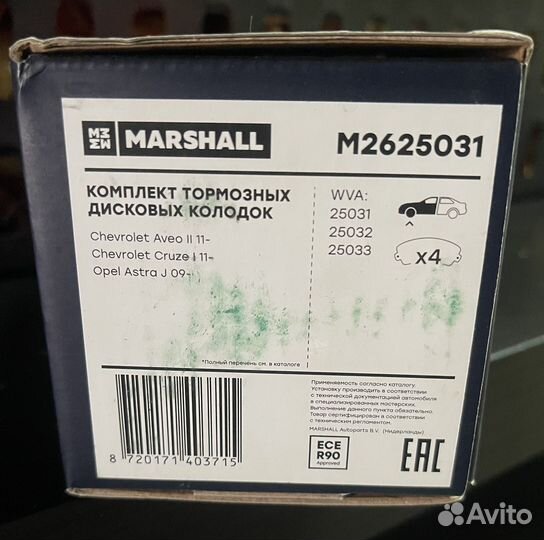 MARSHALL
M2625031
КОМПЛЕКТ ТОРМОЗНЫХ
ДИСКОВЫХ КОЛОДОК
Chevrolet Aveo II 11-
Chevrolet Cruze I 11-
Opel Astra J 09-
WVA:
25031
25032
25033
x4
*Полный перечень см. в каталоге
Применяемость согласно каталогу.
Установку производить в соответствии
с технической документацией автомобиля
в специализированных мастерских.
Выполнение данного пункта обязательно.
Товар сертифицирован в соответствии
с техническим регламентом.
MARSHALL Autoparts B.V. (Нидерланды)
8 720171 403715
ECE
R90
Approved
EAC
Avito